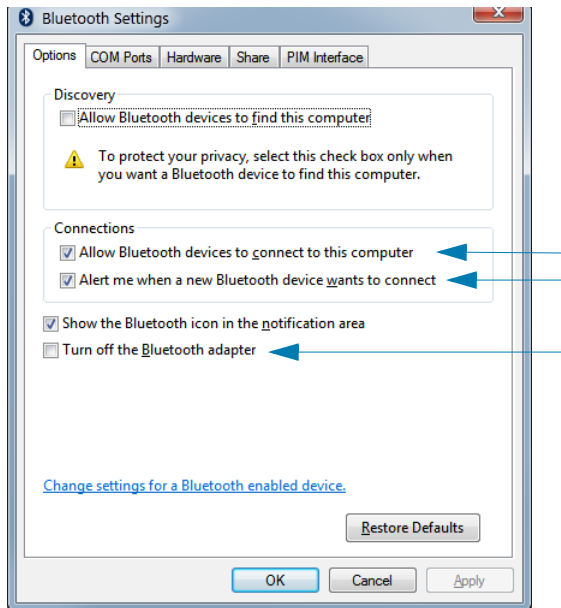 Bluetooth Settings
Options COM Ports Hardware Share PIM Interface
Discovery
Allow Bluetooth devices to find this computer
To protect your privacy, select this check box only when
you want a Bluetooth device to find this computer.
Connections
Allow Bluetooth devices to connect to this computer
Alert me when a new Bluetooth device wants to connect
Show the Bluetooth icon in the notification area
Turn off the Bluetooth adapter
Change settings for a Bluetooth enabled device.
Restore Defaults
OK Cancel Apply